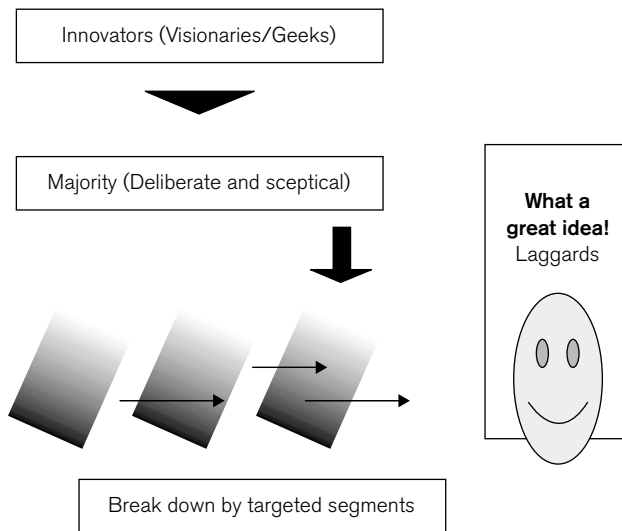 Innovators (Visionaries/Geeks)
Majority (Deliberate and sceptical)
What a
great idea!
Laggards
Break down by targeted segments